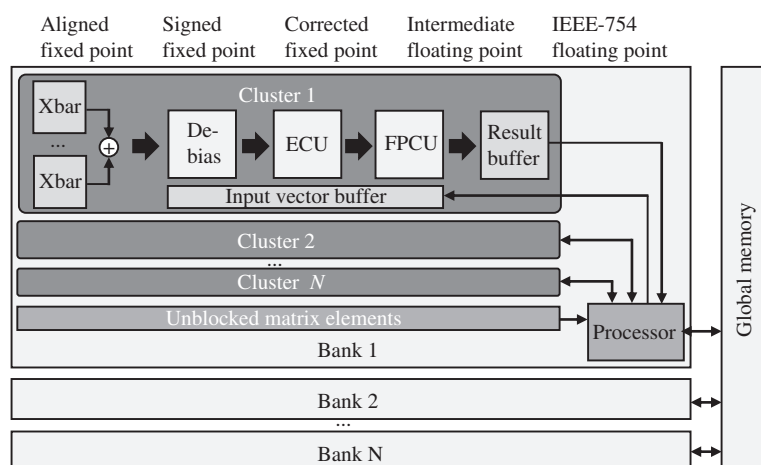 Aligned fixed point
Signed fixed point
Corrected fixed point
Intermediate floating point
IEEE-754 floating point
Cluster 1
Xbar
...
Xbar
+
De-bias
ECU
FPCU
Result buffer
Input vector buffer
Cluster 2
...
Cluster N
Unblocked matrix elements
Processor
Bank 1
Bank 2
...
Bank N
Global memory